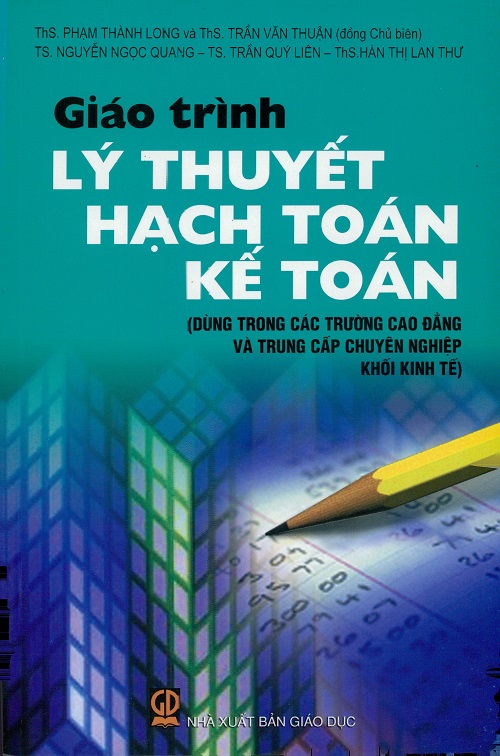 ThS. PHẠM THÀNH LONG và ThS. TRẦN VĂN THUẬN (đồng Chủ biên)
TS. NGUYỄN NGỌC QUANG – TS. TRẦN QUÝ LIÊN – ThS.HÀN THỊ LAN THƯ
Giáo trình
LÝ THUYẾT
HẠCH TOÁN
KẾ TOÁN
(DÙNG TRONG CÁC TRƯỜNG CAO ĐẲNG
VÀ TRUNG CẤP CHUYÊN NGHIỆP
KHỐI KINH TẾ)
NHÀ XUẤT BẢN GIÁO DỤC